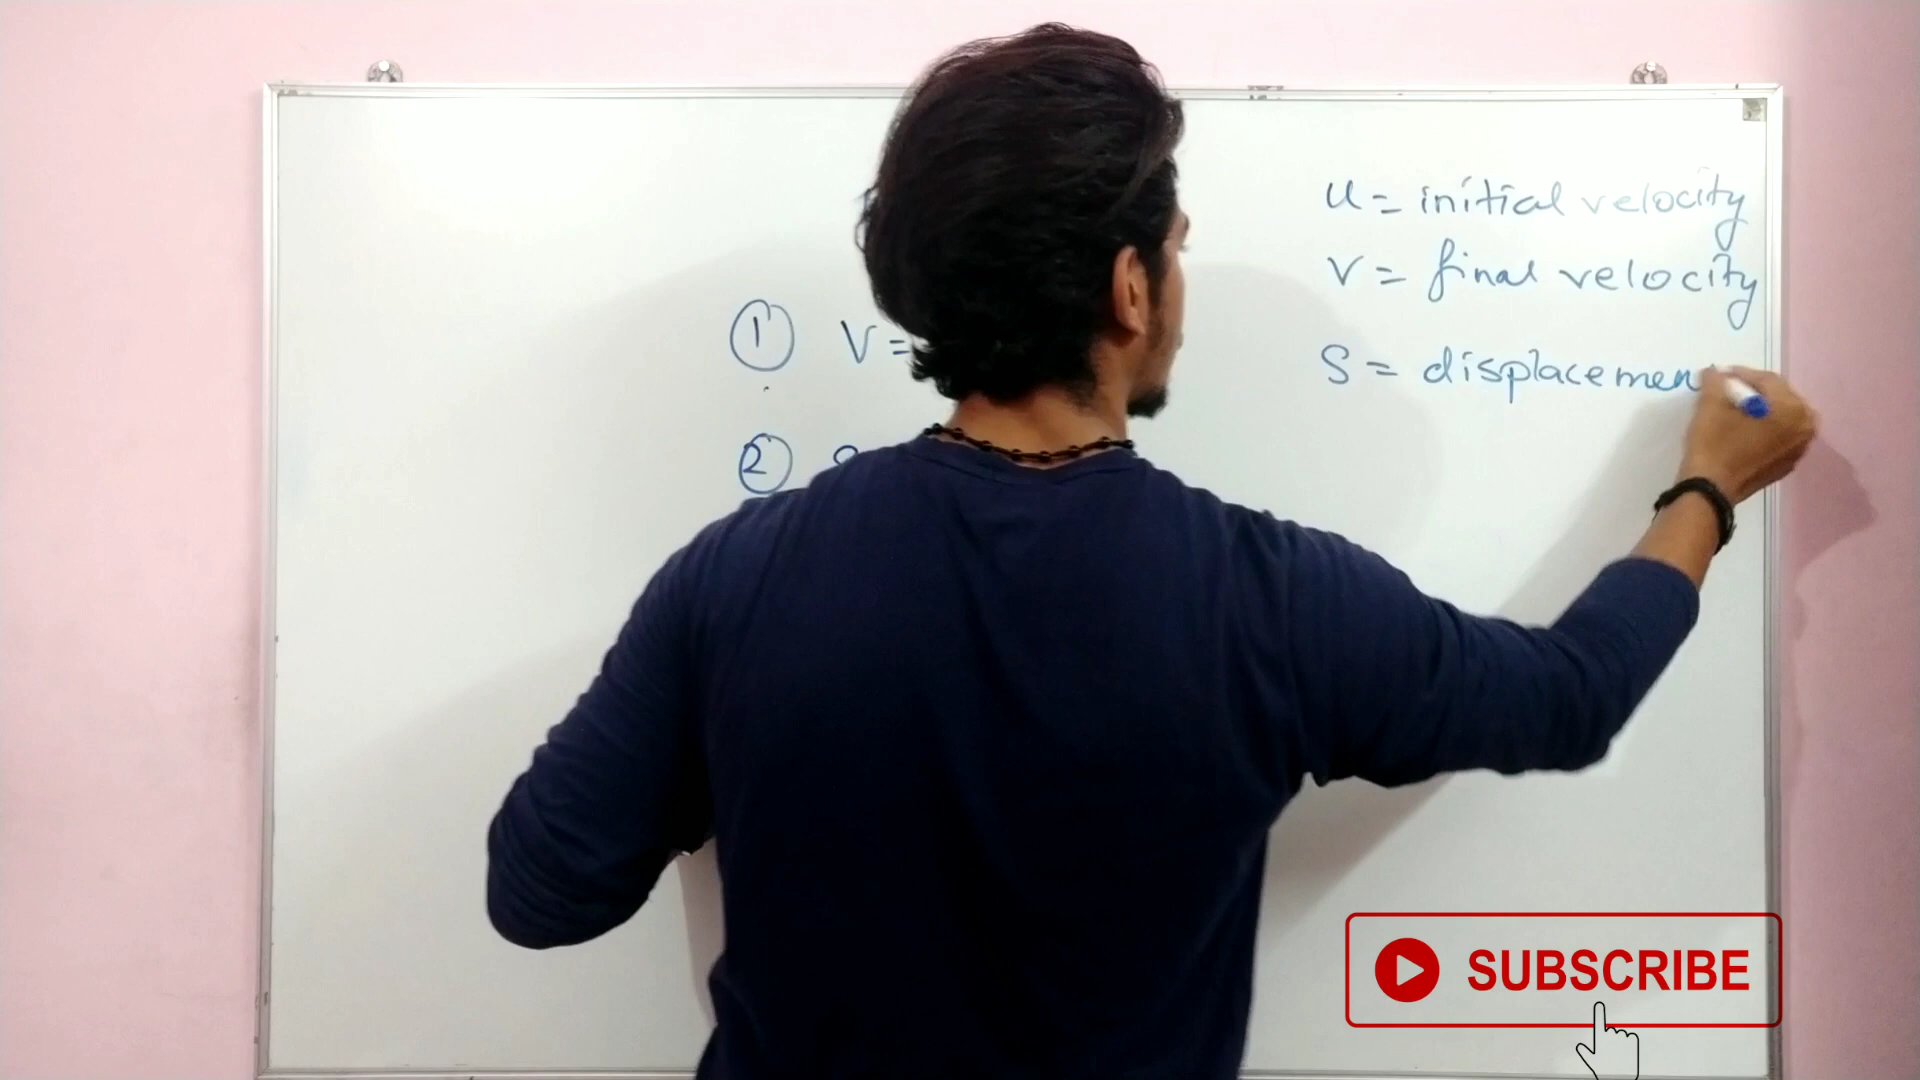 u = initial velocity
v = final velocity
① V =
S = displacemen
②
SUBSCRIBE